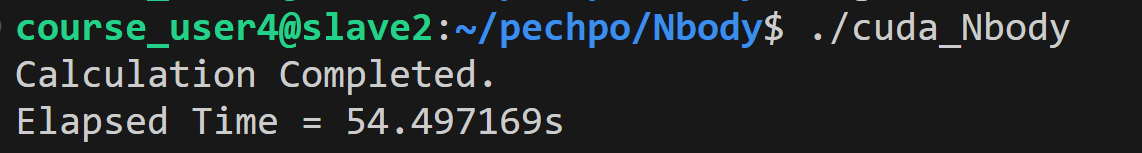 course_user4@slave2:~/pechpo/Nbody$ ./cuda_Nbody
Calculation Completed.
Elapsed Time = 54.497169s